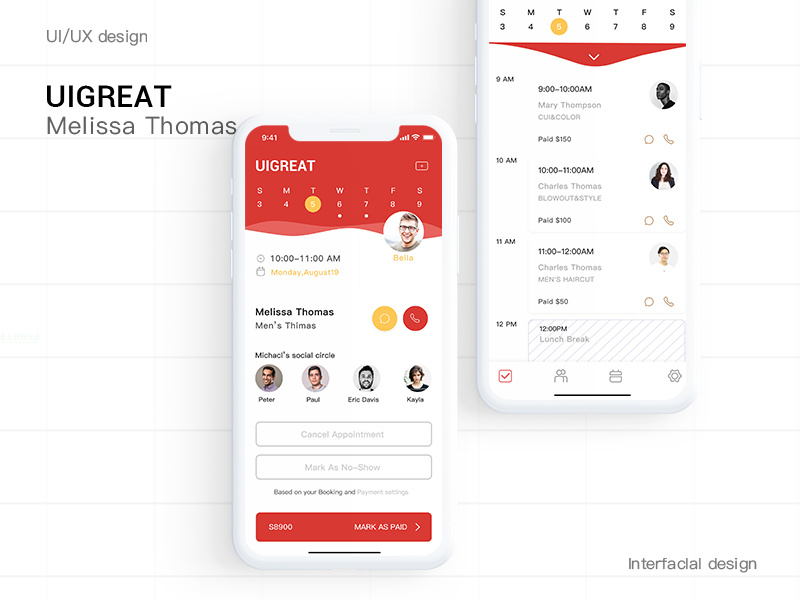 UI/UX design
UIGREAT
Melissa Thomas
9:41
UIGREAT
S M T W T F S
3 4 5 6 7 8 9
Bella
10:00-11:00 AM
Monday,August19
Melissa Thomas
Men's Thimas
Michacl's social circle
Peter Paul Eric Davis Kayla
Cancel Appointment
Mark As No-Show
Based on your Booking and Payment settings.
S8900 MARK AS PAID
S M T W T F S
3 4 5 6 7 8 9
9 AM
9:00-10:00AM
Mary Thompson
CUI&COLOR
Paid $150
10 AM
10:00-11:00AM
Charles Thomas
BLOWOUT&STYLE
Paid $100
11 AM
11:00-12:00AM
Charles Thomas
MEN'S HAIRCUT
Paid $50
12 PM
12:00PM
Lunch Break
Interfacial design